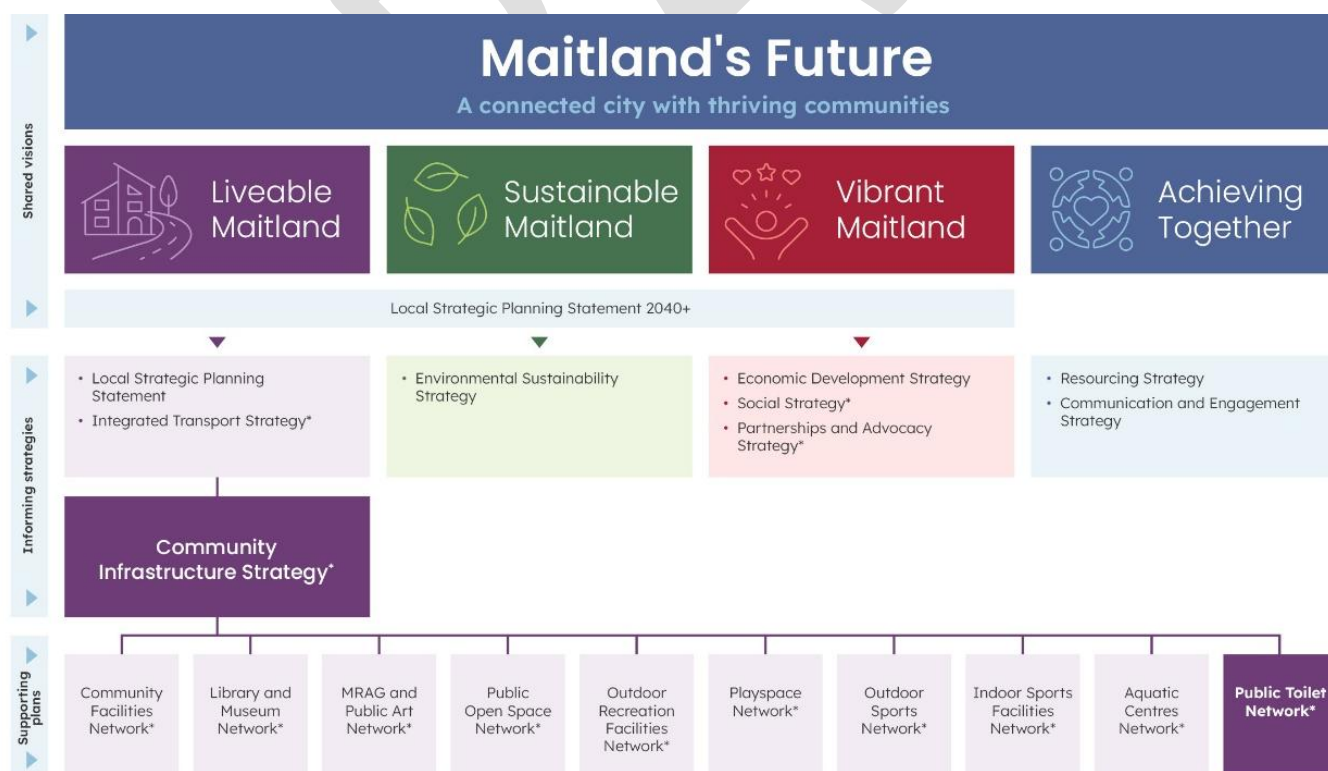 Maitland's Future
A connected city with thriving communities
Shared visions
Liveable
Maitland
Sustainable
Maitland
Vibrant
Maitland
Achieving
Together
Local Strategic Planning Statement 2040+
Informing strategies
• Local Strategic Planning
Statement
• Integrated Transport Strategy*
• Environmental Sustainability
Strategy
• Economic Development Strategy
• Social Strategy*
• Partnerships and Advocacy
Strategy*
• Resourcing Strategy
• Communication and Engagement
Strategy
Community
Infrastructure Strategy*
Supporting
plans
Community
Facilities
Network*
Library and
Museum
Network*
MRAG and
Public Art
Network*
Public
Open Space
Network*
Outdoor
Recreation
Facilities
Network*
Playspace
Network*
Outdoor
Sports
Network*
Indoor Sports
Facilities
Network*
Aquatic
Centres
Network*
Public Toilet
Network*